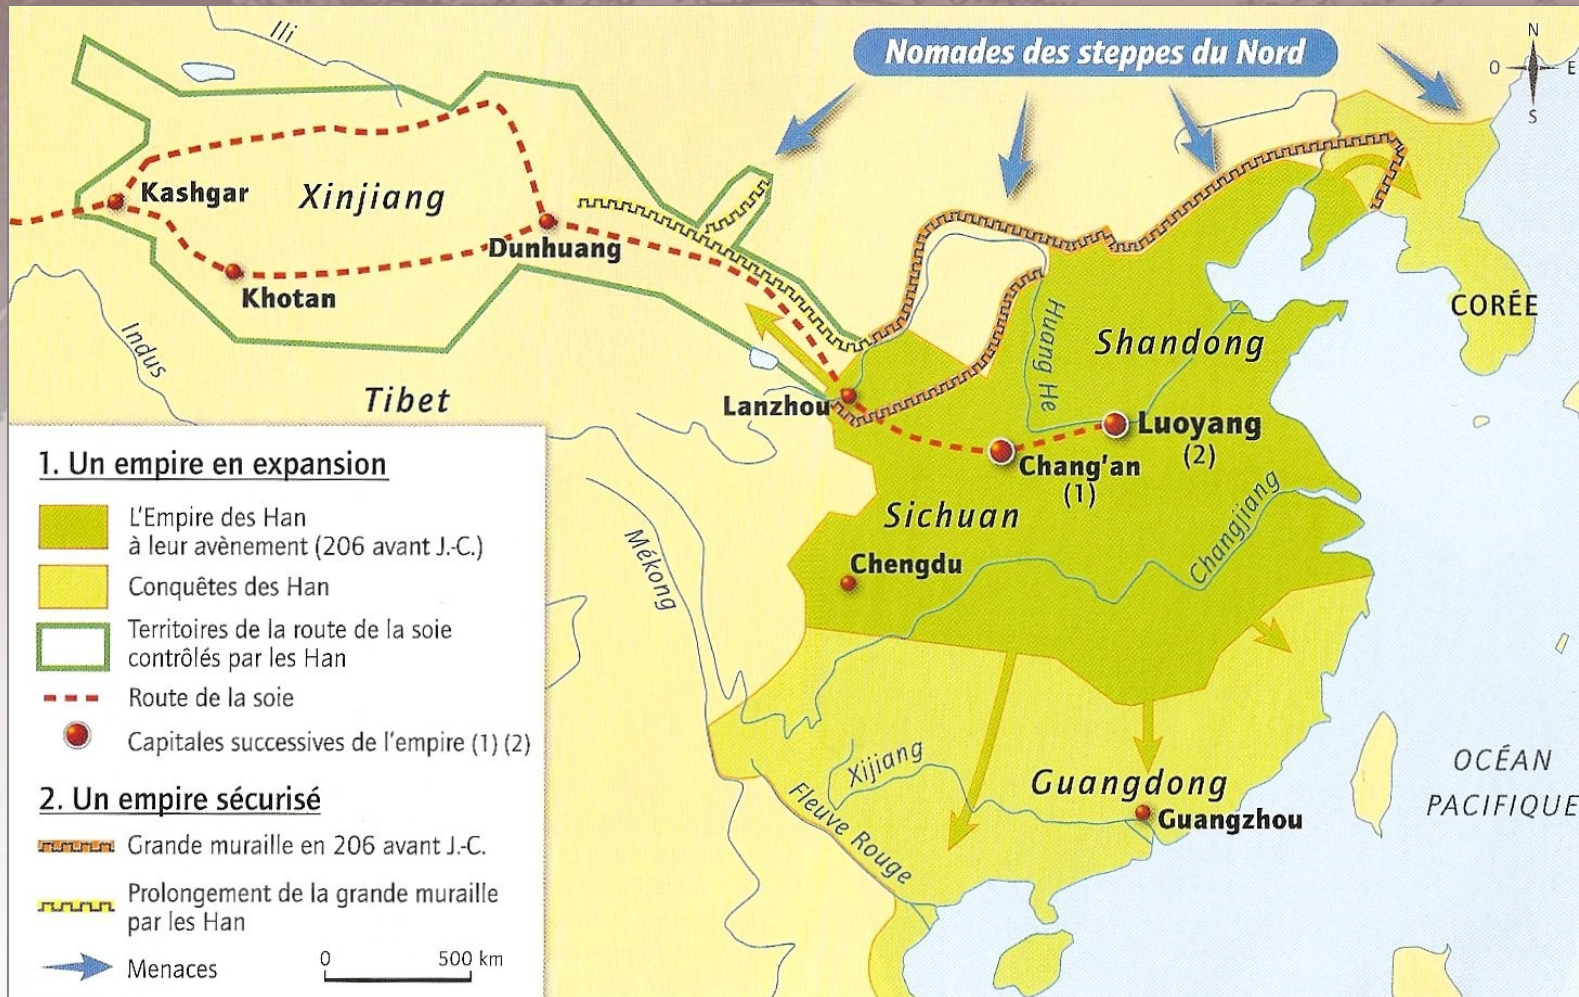 Ili
Nomades des steppes du Nord
N
O
E
S
Kashgar
Xinjiang
Dunhuang
Khotan
Indus
Tibet
Huang He
CORÉE
Shandong
Lanzhou
Luoyang
(2)
Chang'an
(1)
Sichuan
Changjiang
Chengdu
Mékong
Xijiang
Guangdong
Guangzhou
Fleuve Rouge
OCÉAN
PACIFIQUE
1. Un empire en expansion
L'Empire des Han
à leur avènement (206 avant J.-C.)
Conquêtes des Han
Territoires de la route de la soie
contrôlés par les Han
Route de la soie
Capitales successives de l'empire (1) (2)
2. Un empire sécurisé
Grande muraille en 206 avant J.-C.
Prolongement de la grande muraille
par les Han
Menaces
0 500 km